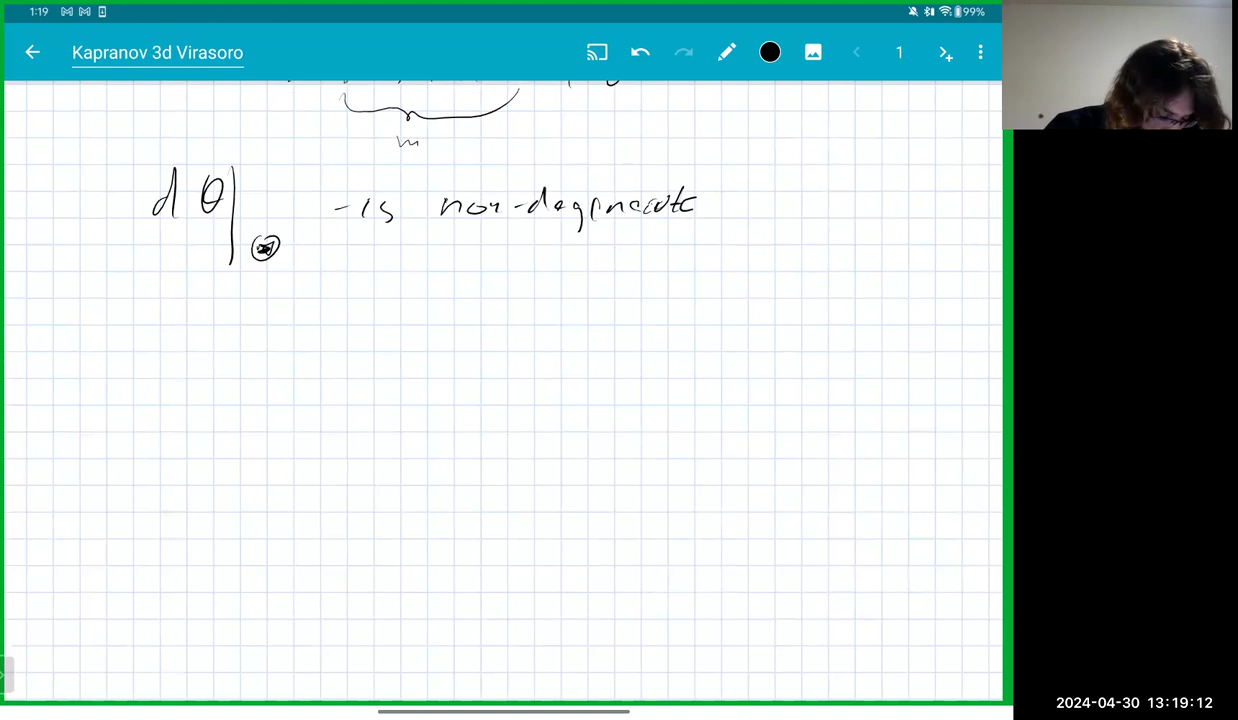 1:19
99%
Kapranov 3d Virasoro
1
m
dθ| - is non-degenerate
2024-04-30 13:19:12